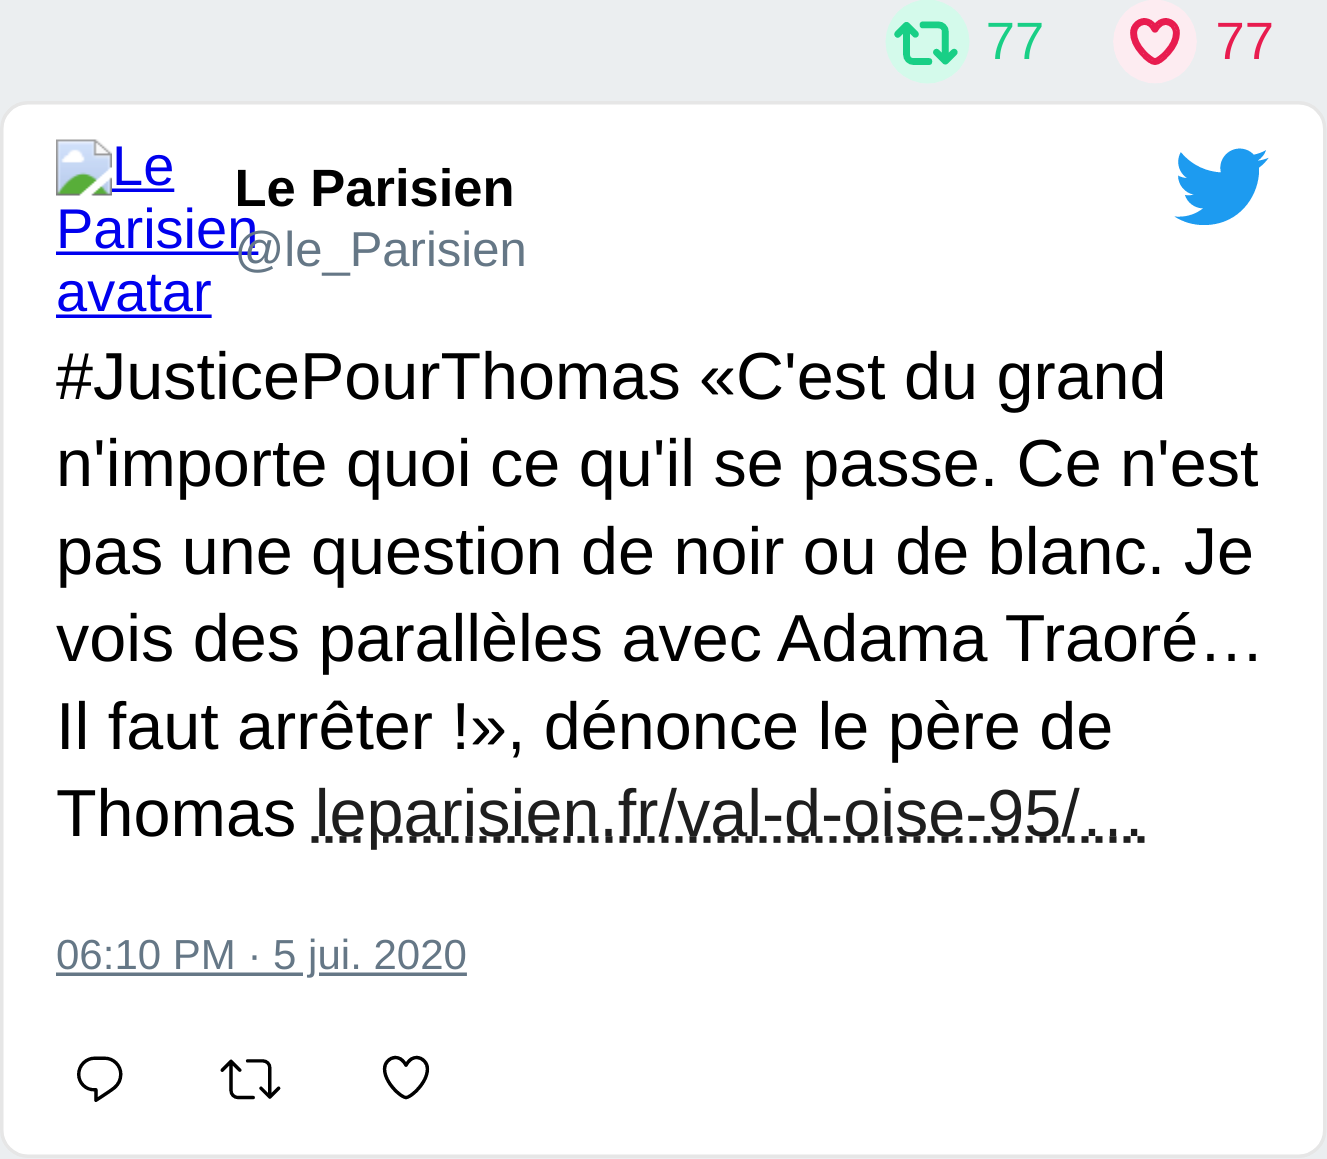 77 77
Le Parisien avatar
Le Parisien
@le_Parisien
#JusticePourThomas «C'est du grand
n'importe quoi ce qu'il se passe. Ce n'est
pas une question de noir ou de blanc. Je
vois des parallèles avec Adama Traoré…
Il faut arrêter !», dénonce le père de
Thomas leparisien.fr/val-d-oise-95/…
06:10 PM · 5 jui. 2020